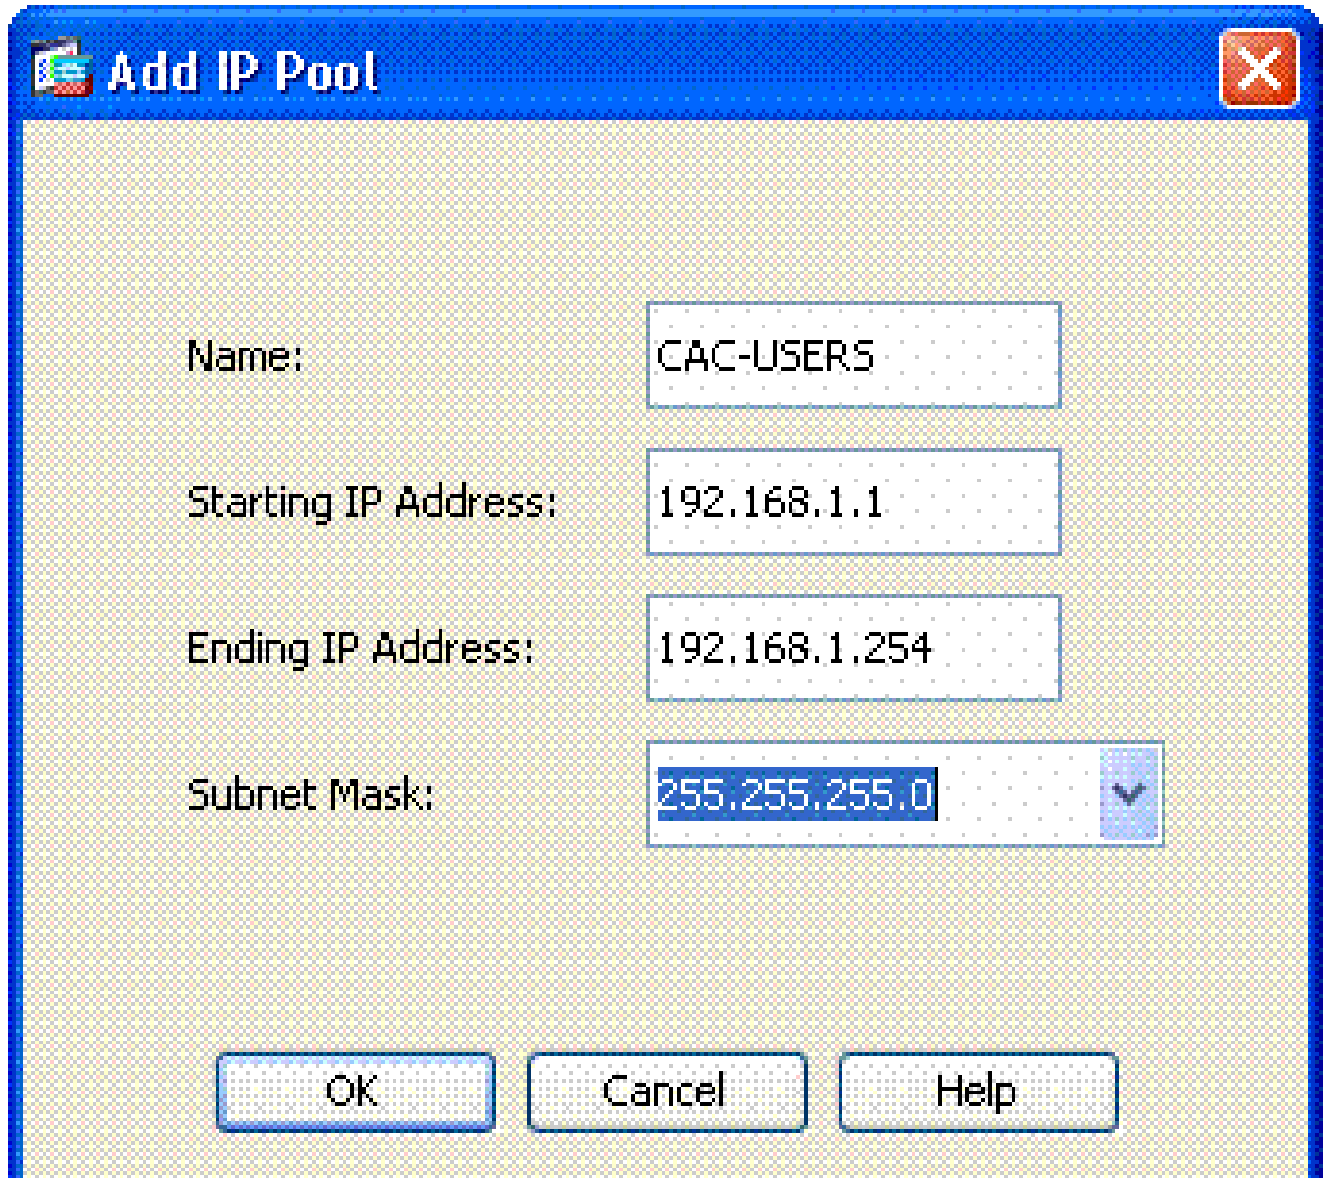 Add IP Pool
Name: CAC-USERS
Starting IP Address: 192.168.1.1
Ending IP Address: 192.168.1.254
Subnet Mask: 255.255.255.0
OK Cancel Help